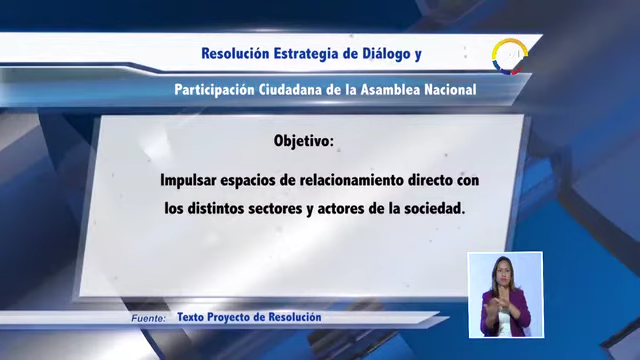 Resolución Estrategia de Diálogo y
Participación Ciudadana de la Asamblea Nacional
Objetivo:
Impulsar espacios de relacionamiento directo con
los distintos sectores y actores de la sociedad.
Fuente: Texto Proyecto de Resolución